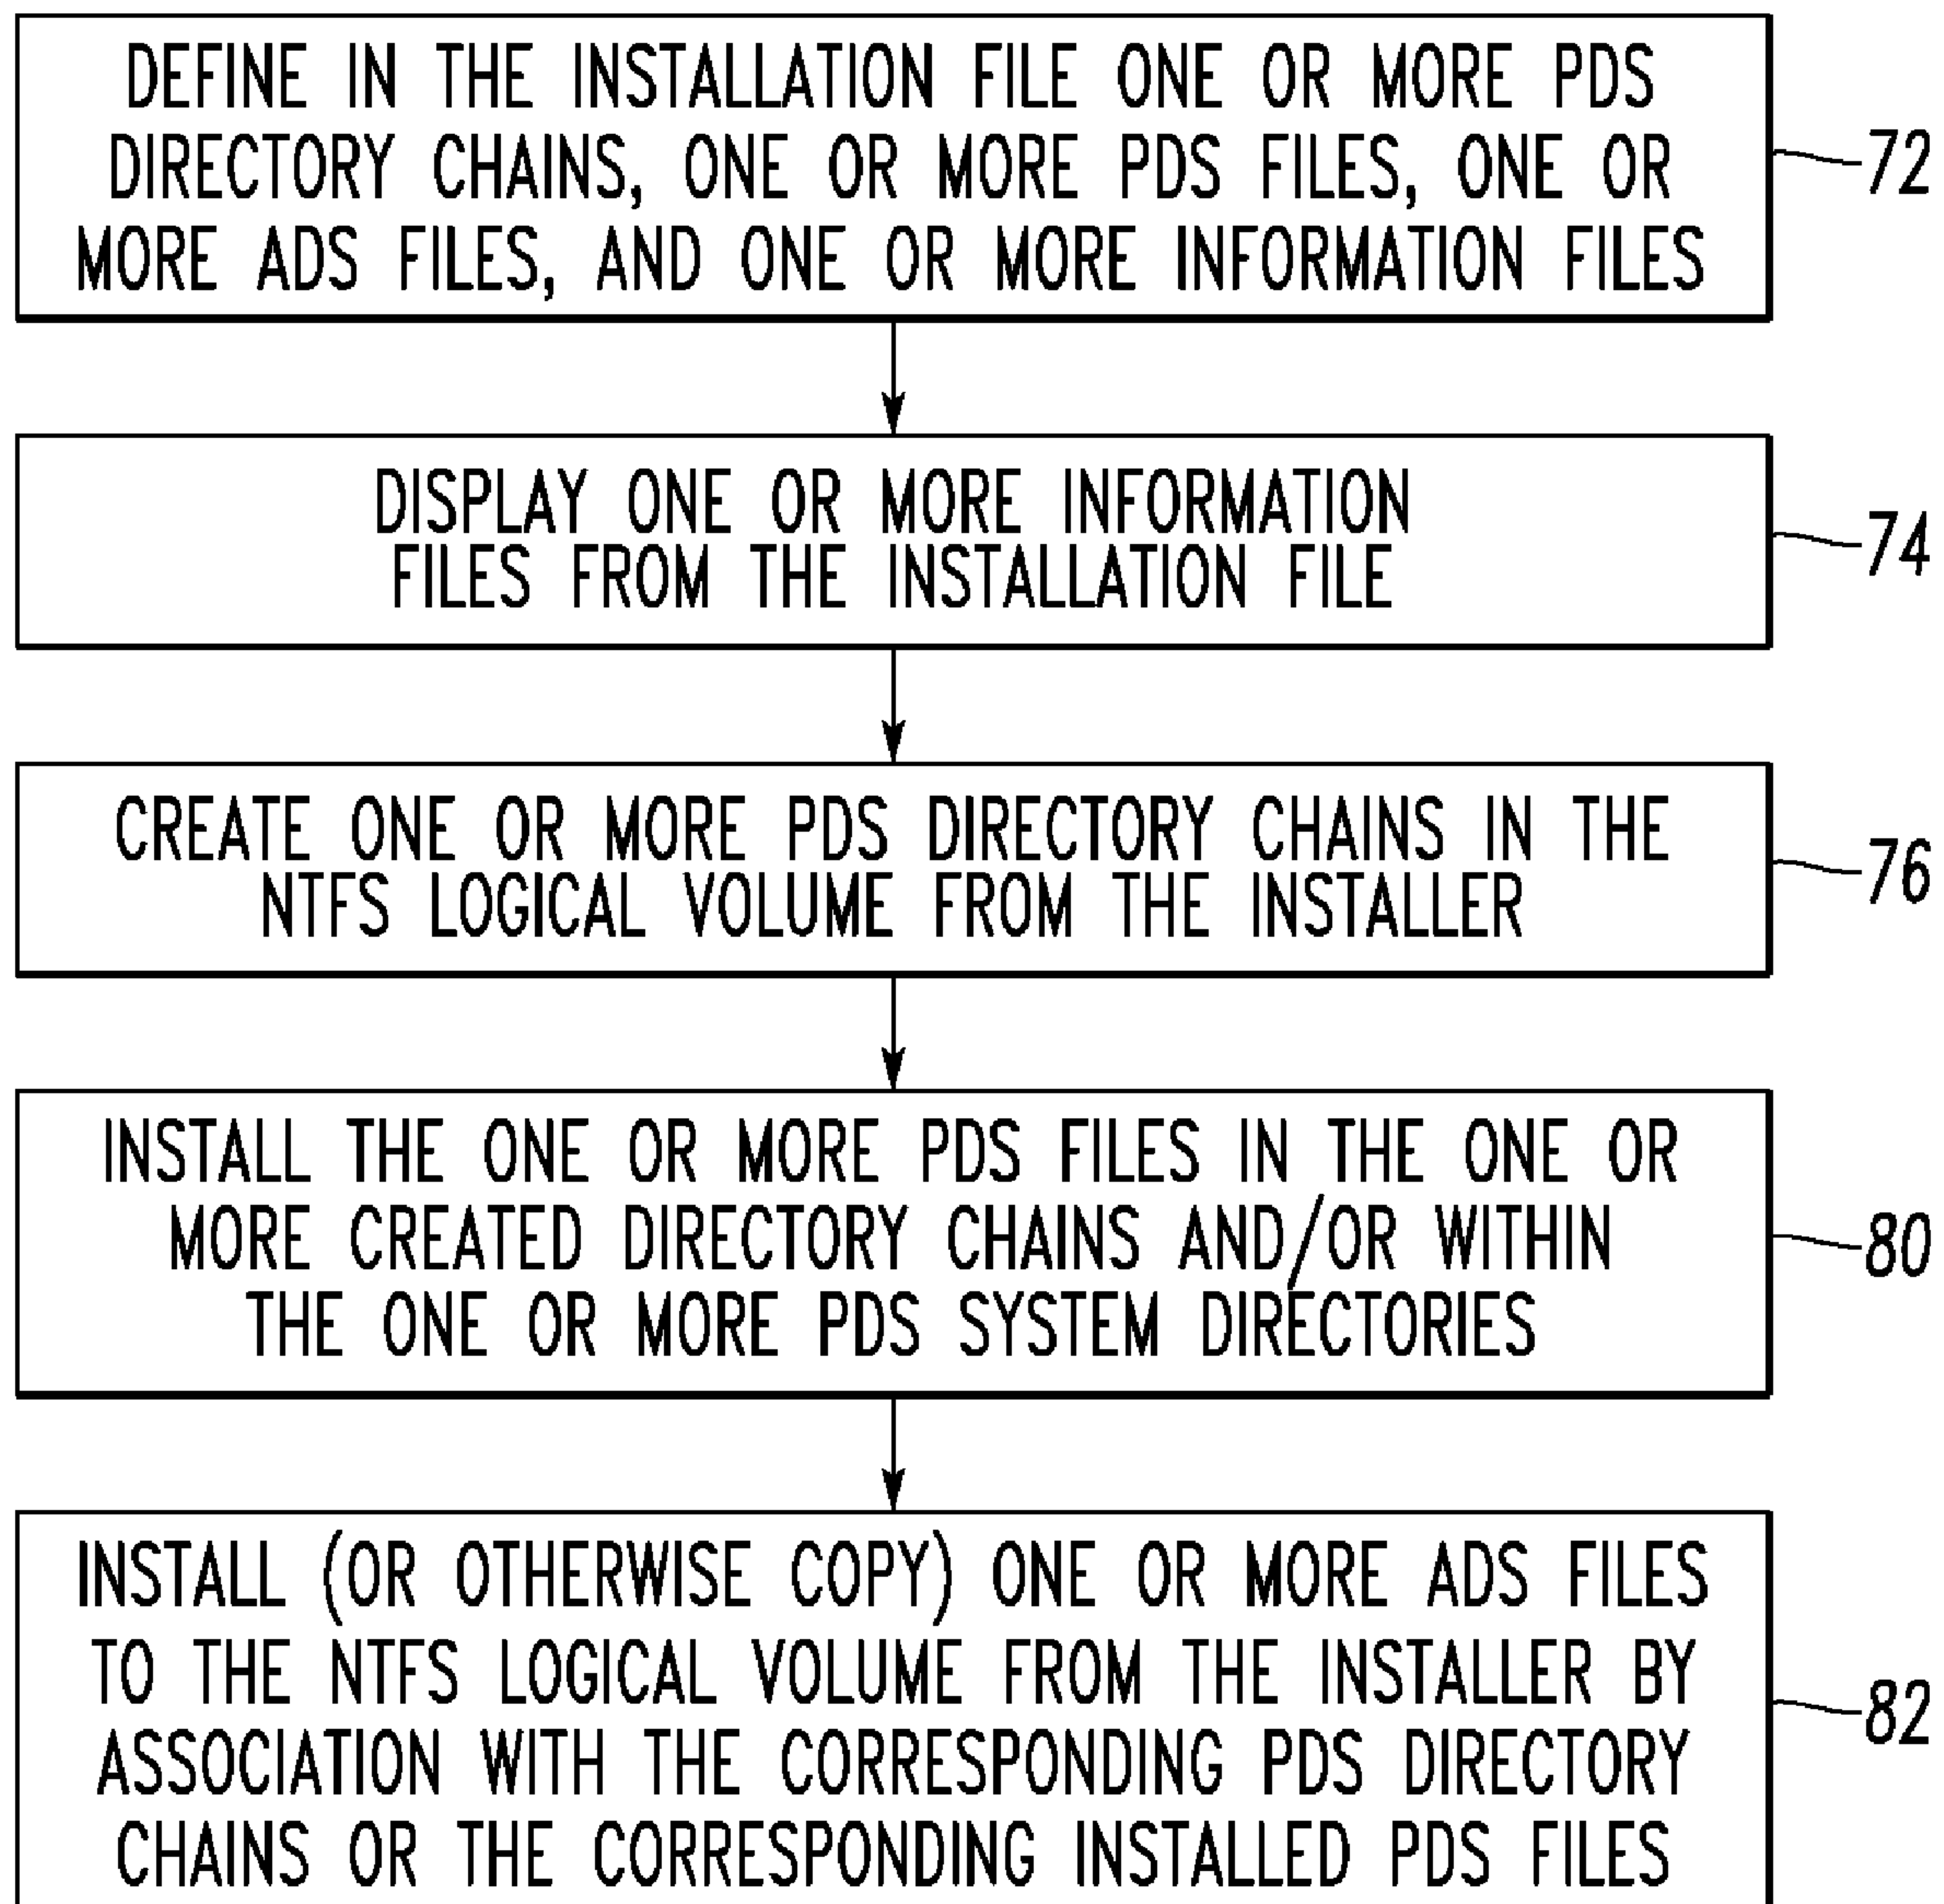 DEFINE IN THE INSTALLATION FILE ONE OR MORE PDS
DIRECTORY CHAINS, ONE OR MORE PDS FILES, ONE OR
MORE ADS FILES, AND ONE OR MORE INFORMATION FILES
72
DISPLAY ONE OR MORE INFORMATION
FILES FROM THE INSTALLATION FILE
74
CREATE ONE OR MORE PDS DIRECTORY CHAINS IN THE
NTFS LOGICAL VOLUME FROM THE INSTALLER
76
INSTALL THE ONE OR MORE PDS FILES IN THE ONE OR
MORE CREATED DIRECTORY CHAINS AND/OR WITHIN
THE ONE OR MORE PDS SYSTEM DIRECTORIES
80
INSTALL (OR OTHERWISE COPY) ONE OR MORE ADS FILES
TO THE NTFS LOGICAL VOLUME FROM THE INSTALLER BY
ASSOCIATION WITH THE CORRESPONDING PDS DIRECTORY
CHAINS OR THE CORRESPONDING INSTALLED PDS FILES
82